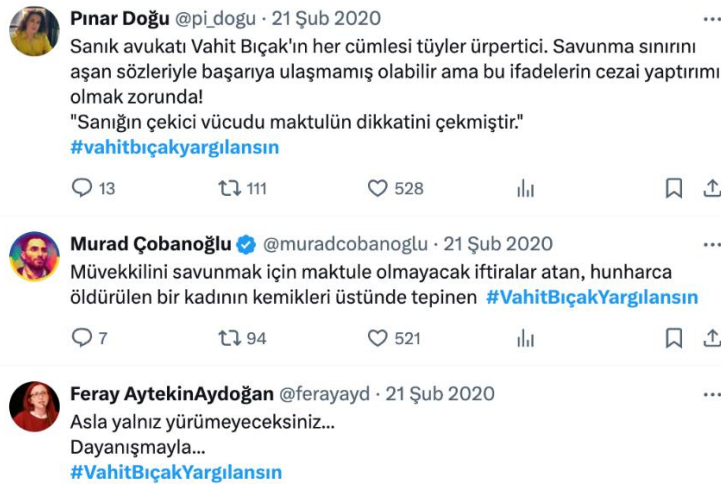 Pınar Doğu @pi_dogu · 21 Şub 2020
Sanık avukatı Vahit Bıçak'ın her cümlesi tüyler ürpertici. Savunma sınırını
aşan sözleriyle başarıya ulaşmamış olabilir ama bu ifadelerin cezai yaptırımı
olmak zorunda!
"Sanığın çekici vücudu maktulün dikkatini çekmiştir."
#vahitbıçakyargılansın
13 111 528
Murad Çobanoğlu @muradcobanoglu · 21 Şub 2020
Müvekkilini savunmak için maktule olmayacak iftiralar atan, hunharca
öldürülen bir kadının kemikleri üstünde tepinen #VahitBıçakYargılansın
7 94 521
Feray AytekinAydoğan @ferayayd · 21 Şub 2020
Asla yalnız yürümeyeceksiniz...
Dayanışmayla...
#VahitBıçakYargılansın